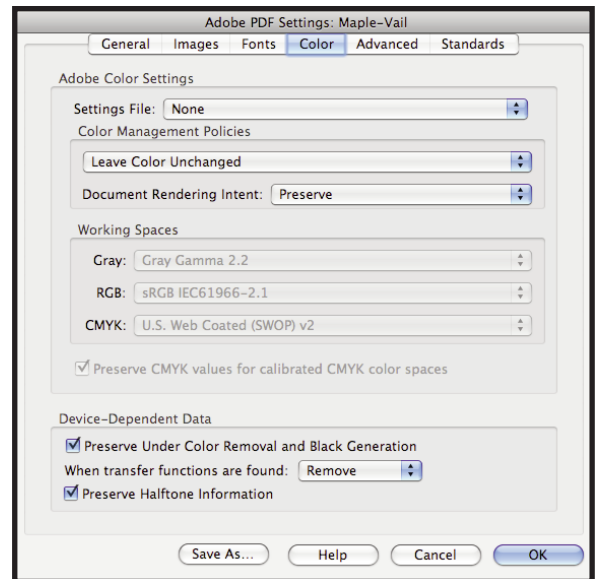 Adobe PDF Settings: Maple-Vail
General Images Fonts Color Advanced Standards
Adobe Color Settings
Settings File: None
Color Management Policies
Leave Color Unchanged
Document Rendering Intent: Preserve
Working Spaces
Gray: Gray Gamma 2.2
RGB: sRGB IEC61966-2.1
CMYK: U.S. Web Coated (SWOP) v2
Preserve CMYK values for calibrated CMYK color spaces
Device-Dependent Data
Preserve Under Color Removal and Black Generation
When transfer functions are found: Remove
Preserve Halftone Information
Save As... Help Cancel OK